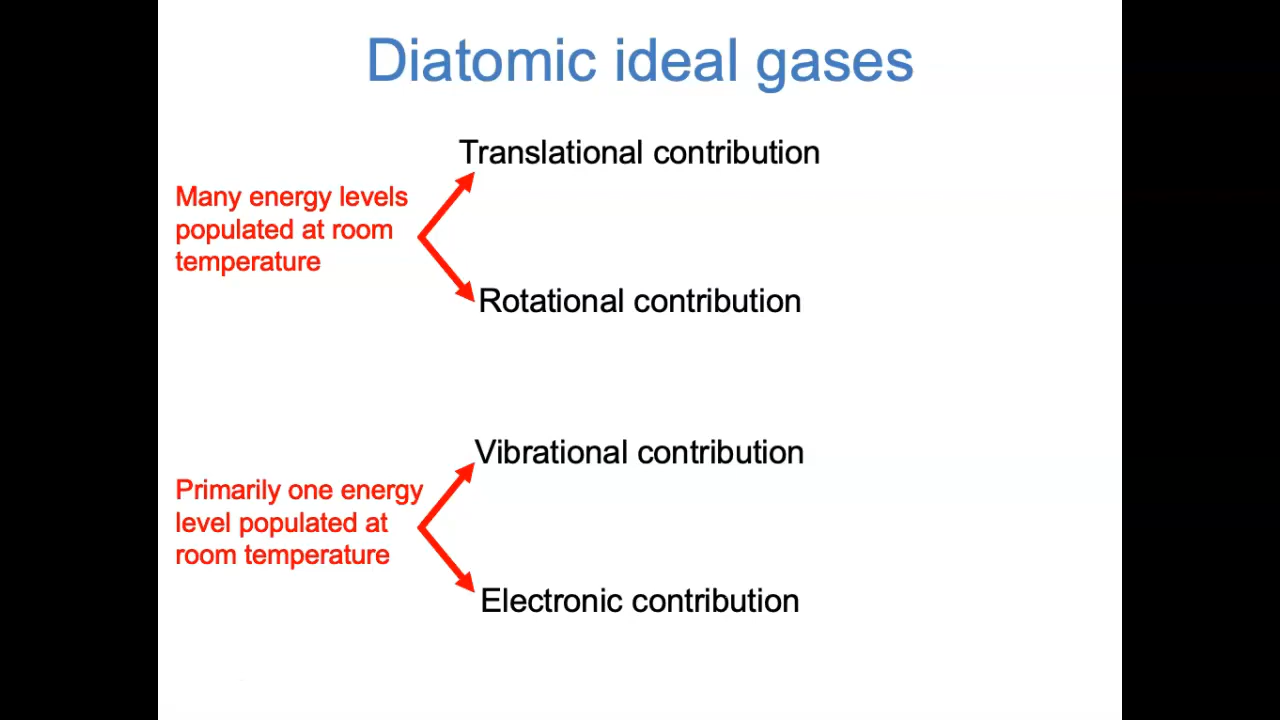 Diatomic ideal gases
Translational contribution
Many energy levels
populated at room
temperature
Rotational contribution
Vibrational contribution
Primarily one energy
level populated at
room temperature
Electronic contribution